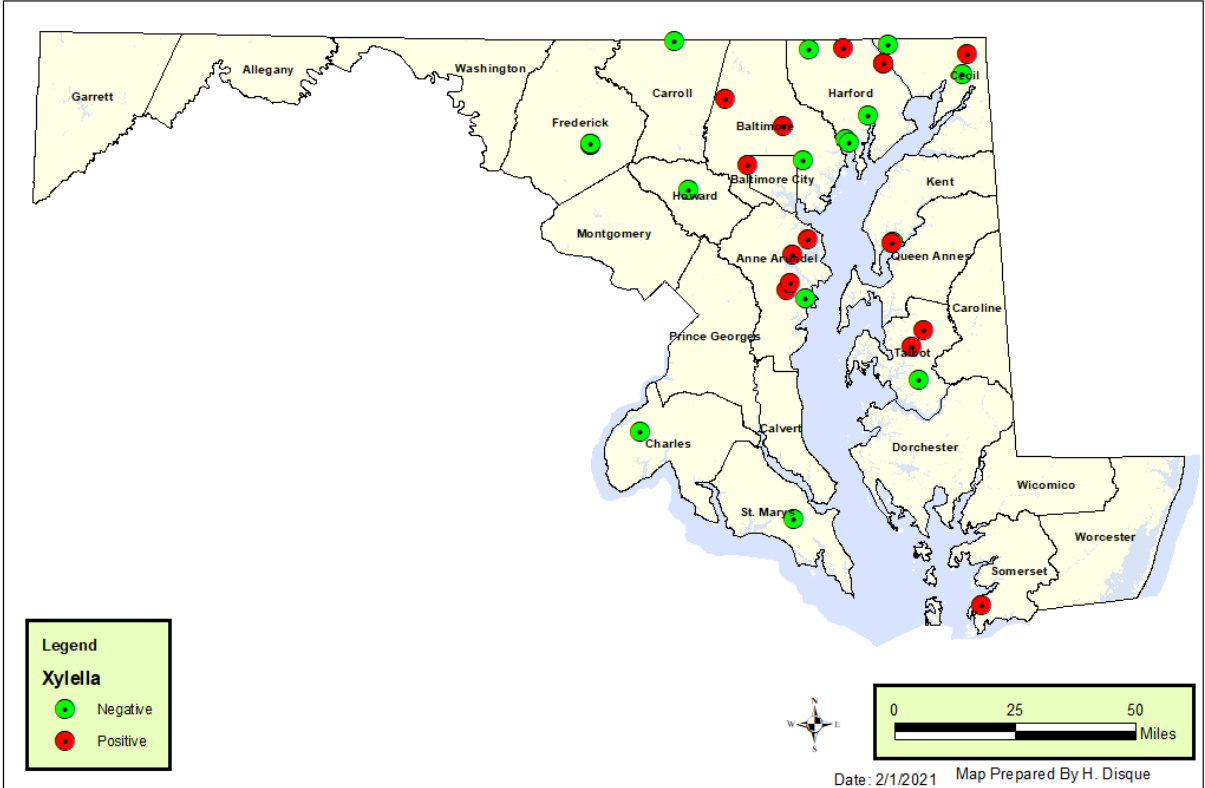 Allegany
Washington
Garrett
Carroll
Harford
Cecil
Frederick
Baltimore
Baltimore City
Kent
Howard
Montgomery
Anne Arundel
Queen Annes
Caroline
Prince Georges
Talbot
Calvert
Charles
Dorchester
Wicomico
St. Marys
Worcester
Somerset
Legend
Xylella
Negative
Positive
N
W E
S
0 25 50
Miles
Date: 2/1/2021 Map Prepared By H. Disque